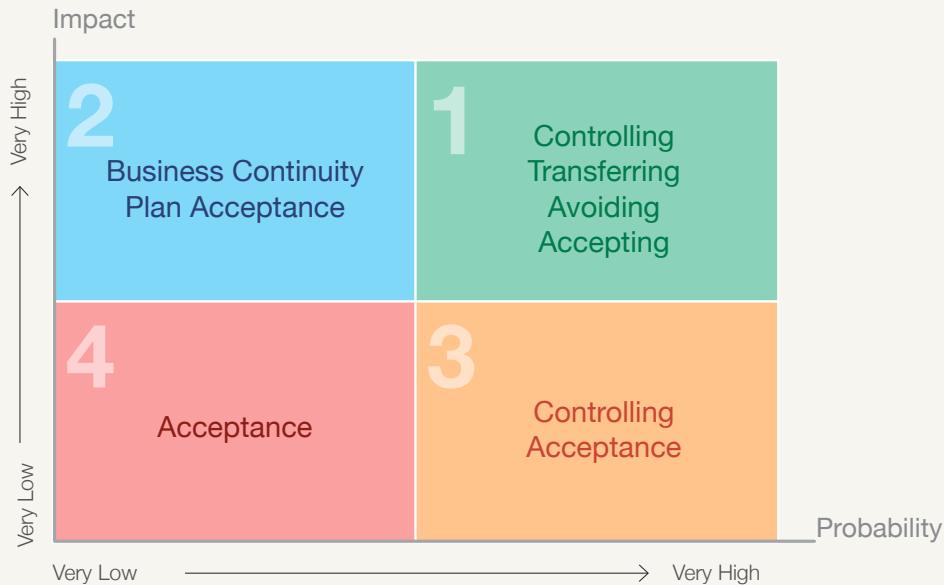 Impact
Very High
Very Low
2
Business Continuity
Plan Acceptance
1
Controlling
Transferring
Avoiding
Accepting
4
Acceptance
3
Controlling
Acceptance
Probability
Very Low
Very High